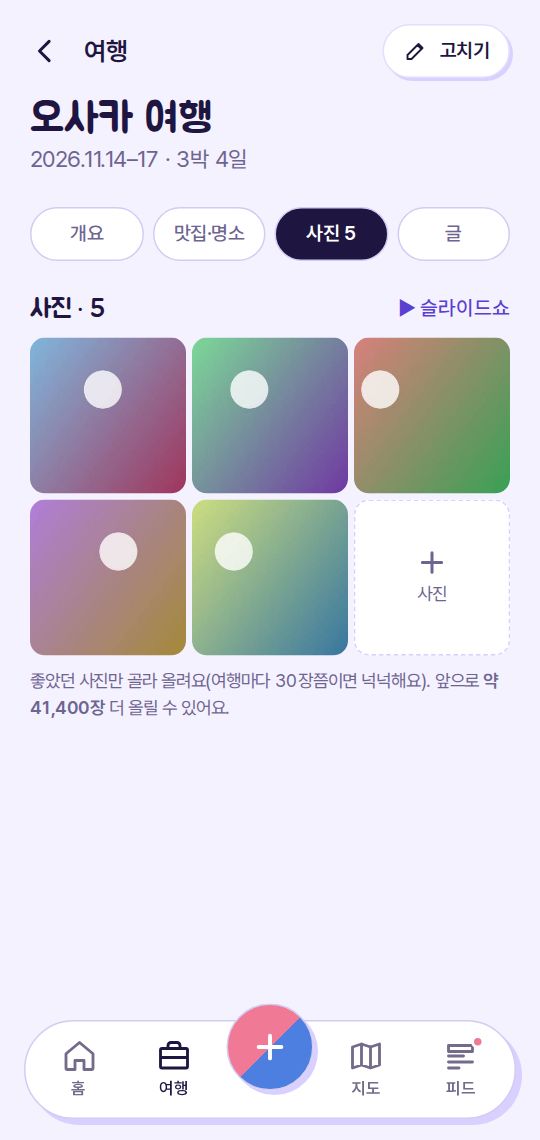 여행
고치기
오사카 여행
2026.11.14–17 · 3박 4일
개요
맛집·명소
사진 5
글
사진 · 5
▶ 슬라이드쇼
사진
좋았던 사진만 골라 올려요(여행마다 30장쯤이면 넉넉해요). 앞으로 약
41,400장 더 올릴 수 있어요.
홈
여행
지도
피드